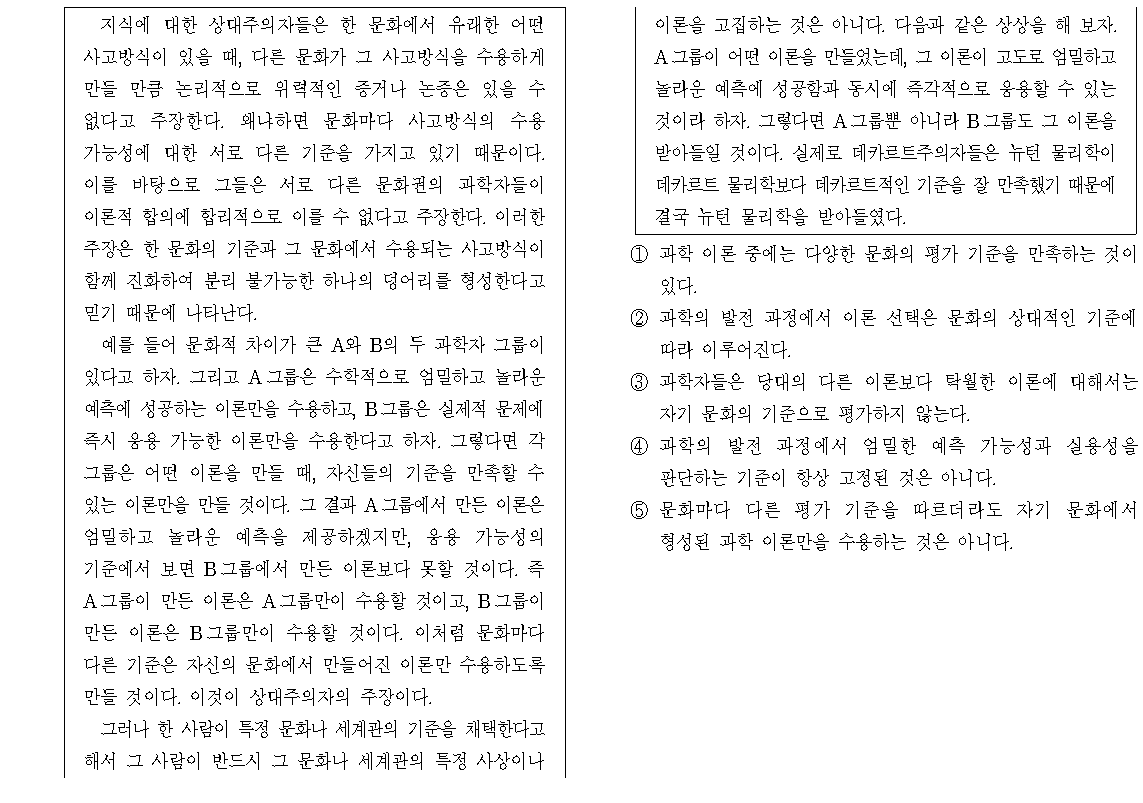 지식에 대한 상대주의자들은 한 문화에서 유래한 어떤
사고방식이 있을 때, 다른 문화가 그 사고방식을 수용하게
만들 만큼 논리적으로 위력적인 증거나 논증은 있을 수
없다고 주장한다. 왜냐하면 문화마다 사고방식의 수용
가능성에 대한 서로 다른 기준을 가지고 있기 때문이다.
이를 바탕으로 그들은 서로 다른 문화권의 과학자들이
이론적 합의에 합리적으로 이를 수 없다고 주장한다. 이러한
주장은 한 문화의 기준과 그 문화에서 수용되는 사고방식이
함께 진화하여 분리 불가능한 하나의 덩어리를 형성한다고
믿기 때문에 나타난다.
예를 들어 문화적 차이가 큰 A와 B의 두 과학자 그룹이
있다고 하자. 그리고 A그룹은 수학적으로 엄밀하고 놀라운
예측에 성공하는 이론만을 수용하고, B그룹은 실제적 문제에
즉시 응용 가능한 이론만을 수용한다고 하자. 그렇다면 각
그룹은 어떤 이론을 만들 때, 자신들의 기준을 만족할 수
있는 이론만을 만들 것이다. 그 결과 A그룹에서 만든 이론은
엄밀하고 놀라운 예측을 제공하겠지만, 응용 가능성의
기준에서 보면 B그룹에서 만든 이론보다 못할 것이다. 즉
A그룹이 만든 이론은 A그룹만이 수용할 것이고, B그룹이
만든 이론은 B그룹만이 수용할 것이다. 이처럼 문화마다
다른 기준은 자신의 문화에서 만들어진 이론만 수용하도록
만들 것이다. 이것이 상대주의자의 주장이다.
그러나 한 사람이 특정 문화나 세계관의 기준을 채택한다고
해서 그 사람이 반드시 그 문화나 세계관의 특정 사상이나
이론을 고집하는 것은 아니다. 다음과 같은 상상을 해 보자.
A그룹이 어떤 이론을 만들었는데, 그 이론이 고도로 엄밀하고
놀라운 예측에 성공함과 동시에 즉각적으로 응용할 수 있는
것이라 하자. 그렇다면 A그룹뿐 아니라 B그룹도 그 이론을
받아들일 것이다. 실제로 데카르트주의자들은 뉴턴 물리학이
데카르트 물리학보다 데카르트적인 기준을 잘 만족했기 때문에
결국 뉴턴 물리학을 받아들였다.
① 과학 이론 중에는 다양한 문화의 평가 기준을 만족하는 것이
있다.
② 과학의 발전 과정에서 이론 선택은 문화의 상대적인 기준에
따라 이루어진다.
③ 과학자들은 당대의 다른 이론보다 탁월한 이론에 대해서는
자기 문화의 기준으로 평가하지 않는다.
④ 과학의 발전 과정에서 엄밀한 예측 가능성과 실용성을
판단하는 기준이 항상 고정된 것은 아니다.
⑤ 문화마다 다른 평가 기준을 따르더라도 자기 문화에서
형성된 과학 이론만을 수용하는 것은 아니다.